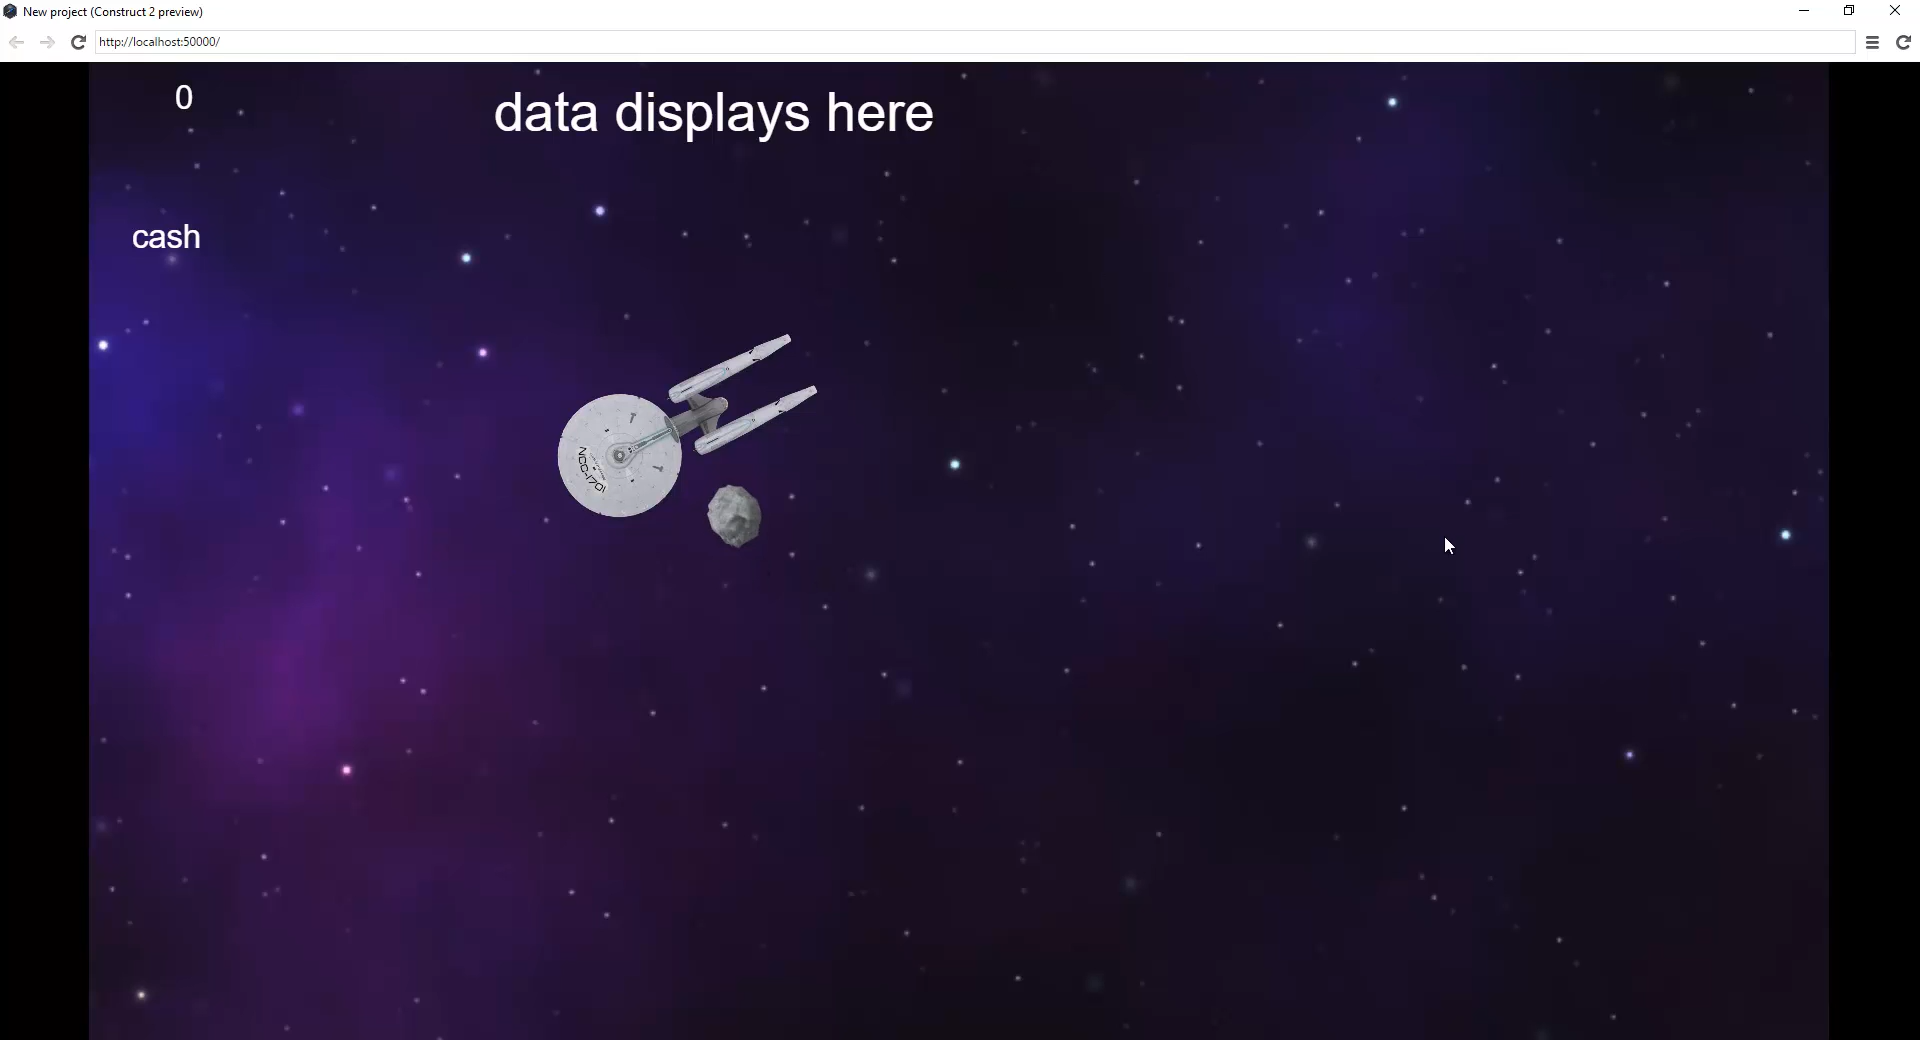 New project (Construct 2 preview)
http://localhost:50000/
0
data displays here
cash
NCC-1701